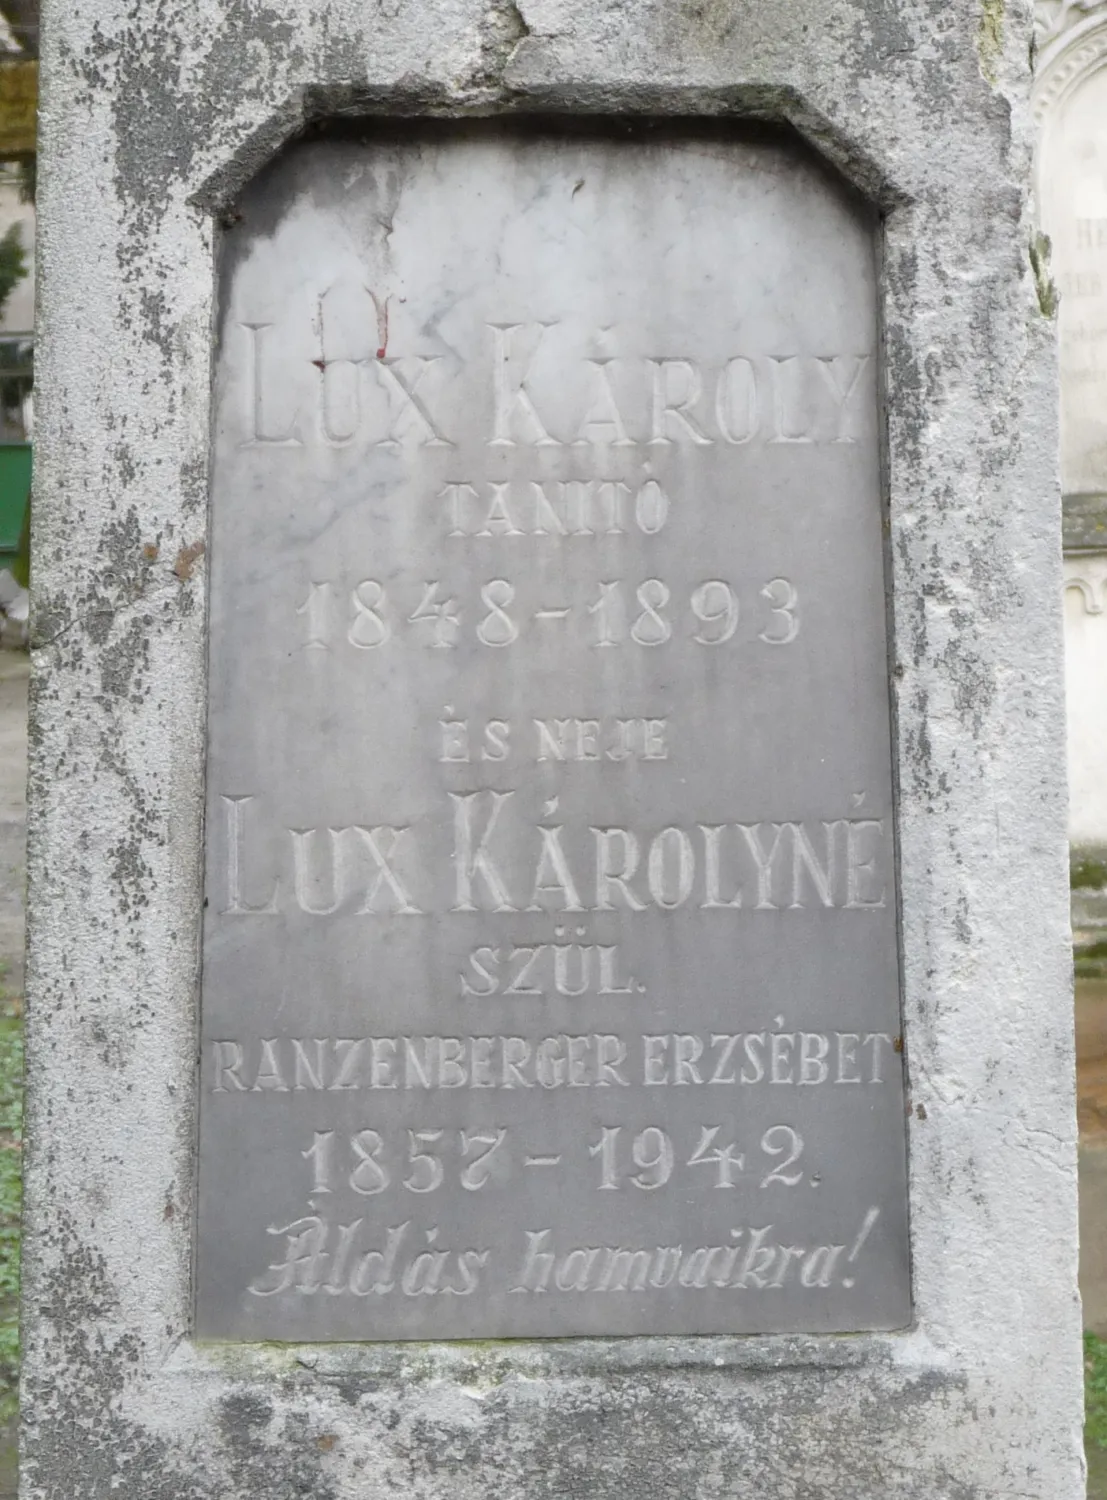 LUX KÁROLY
TANITÓ
1848-1893
ÉS NEJE
LUX KÁROLYNÉ
SZÜL.
RANZENBERGER ERZSÉBET
1857-1942.
Áldás hamvaikra!